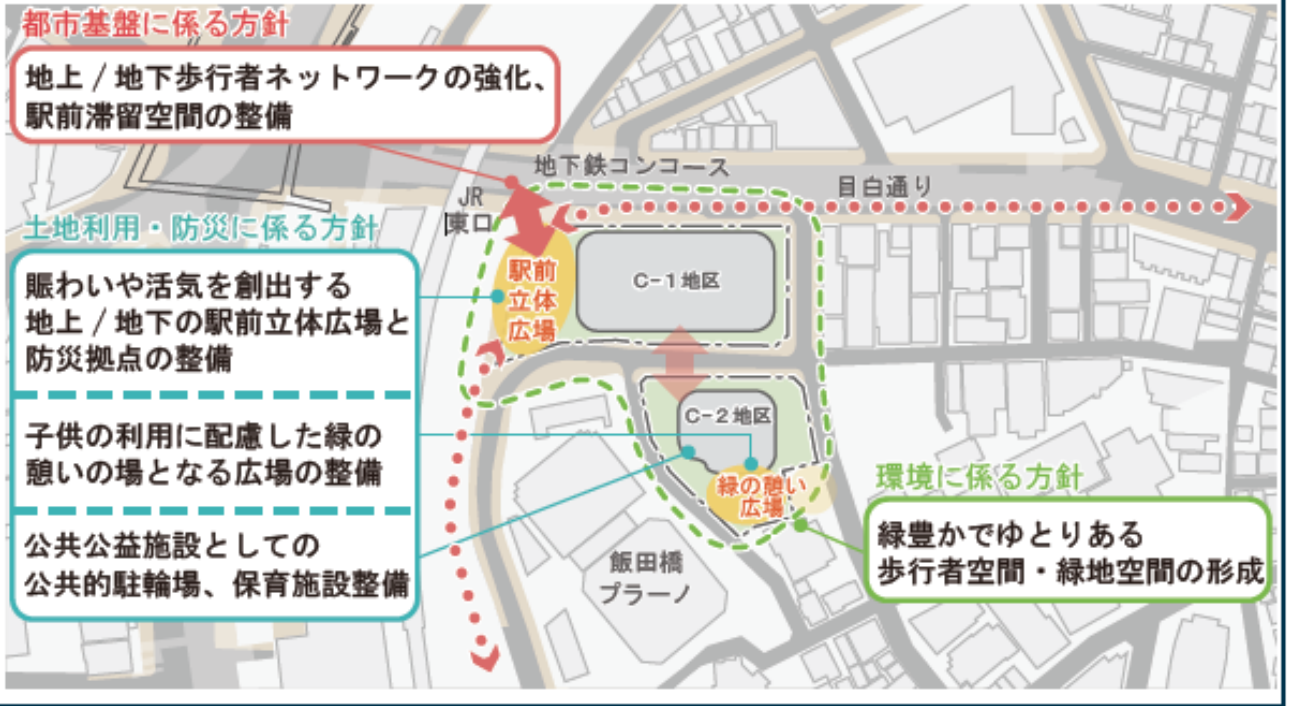 都市基盤に係る方針
地上 / 地下歩行者ネットワークの強化、
駅前滞留空間の整備
地下鉄コンコース
目白通り
JR
東口
土地利用・防災に係る方針
賑わいや活気を創出する
地上 / 地下の駅前立体広場と
防災拠点の整備
子供の利用に配慮した緑の
憩いの場となる広場の整備
公共公益施設としての
公共的駐輪場、保育施設整備
駅前
立体
広場
C-1地区
C-2地区
緑の憩い
広場
飯田橋
プラーノ
環境に係る方針
緑豊かでゆとりある
歩行者空間・緑地空間の形成